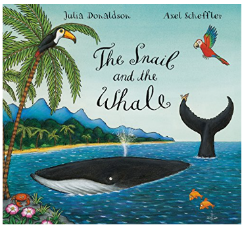 Julia Donaldson Axel Scheffler
The Snail
and the
Whale